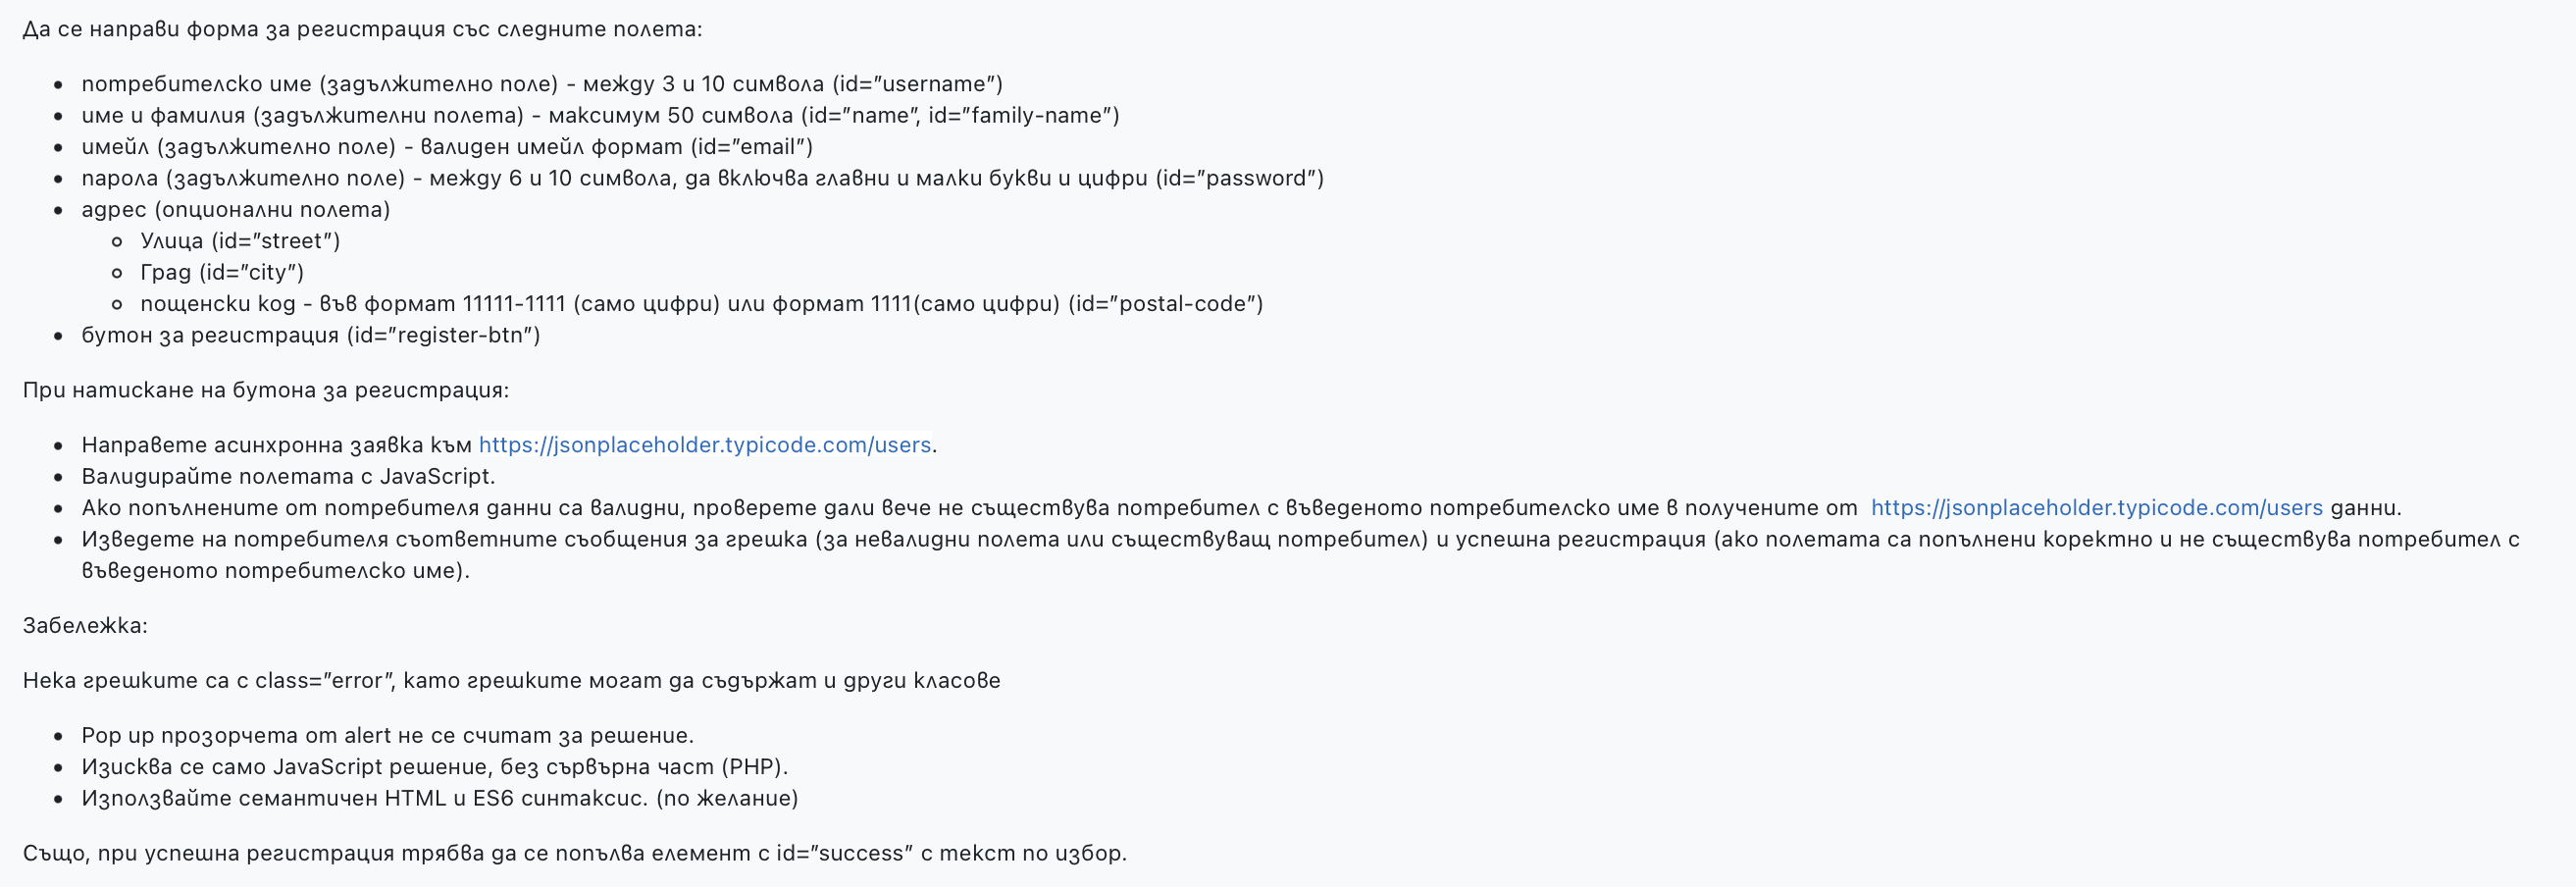 Да се направи форма за регистрация със следните полета:
потребителско име (задължително поле) - между 3 и 10 символа (id=”username”)
име и фамилия (задължителни полета) - максимум 50 символа (id=”name”, id=”family-name”)
имейл (задължително поле) - валиден имейл формат (id=”email”)
парола (задължително поле) - между 6 и 10 символа, да включва главни и малки букви и цифри (id=”password”)
адрес (опционални полета)
Улица (id=”street”)
Град (id=”city”)
пощенски код - във формат 11111-1111 (само цифри) или формат 1111(само цифри) (id=”postal-code”)
бутон за регистрация (id=”register-btn”)
При натискане на бутона за регистрация:
Направете асинхронна заявка към https://jsonplaceholder.typicode.com/users.
Валидирайте полетата с JavaScript.
Ако попълнените от потребителя данни са валидни, проверете дали вече не съществува потребител с въведеното потребителско име в получените от https://jsonplaceholder.typicode.com/users данни.
Изведете на потребителя съответните съобщения за грешка (за невалидни полета или съществуващ потребител) и успешна регистрация (ако полетата са попълнени коректно и не съществува потребител с
въведеното потребителско име).
Забележка:
Нека грешките са с class=”error”, като грешките могат да съдържат и други класове
Pop up прозорчета от alert не се считат за решение.
Изисква се само JavaScript решение, без сървърна част (PHP).
Използвайте семантичен HTML и ES6 синтаксис. (по желание)
Също, при успешна регистрация трябва да се попълва елемент с id=”success” с текст по избор.